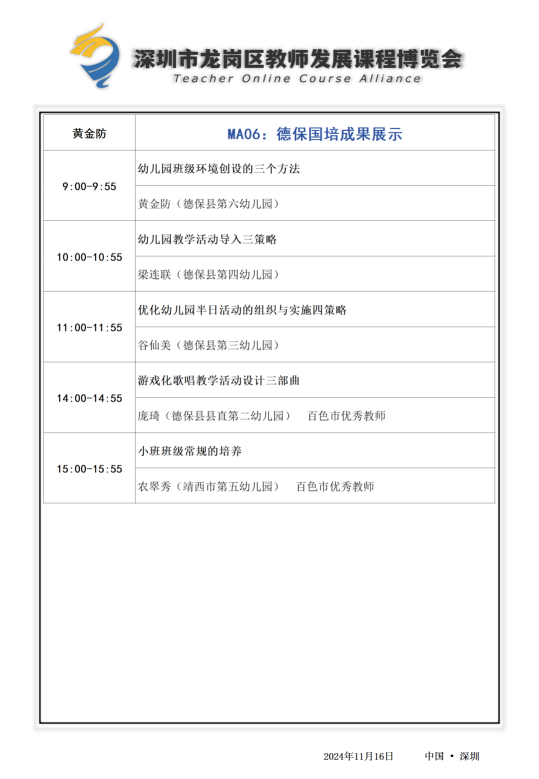 深圳市龙岗区教师发展课程博览会
Teacher Online Course Alliance
黄金防
MA06：德保国培成果展示
9:00-9:55
幼儿园班级环境创设的三个方法
黄金防（德保县第六幼儿园）
10:00-10:55
幼儿园教学活动导入三策略
梁连联（德保县第四幼儿园）
11:00-11:55
优化幼儿园半日活动的组织与实施四策略
谷仙美（德保县第三幼儿园）
14:00-14:55
游戏化歌唱教学活动设计三部曲
庞琦（德保县县直第二幼儿园） 百色市优秀教师
15:00-15:55
小班班级常规的培养
农翠秀（靖西市第五幼儿园） 百色市优秀教师
2024年11月16日 中国 • 深圳